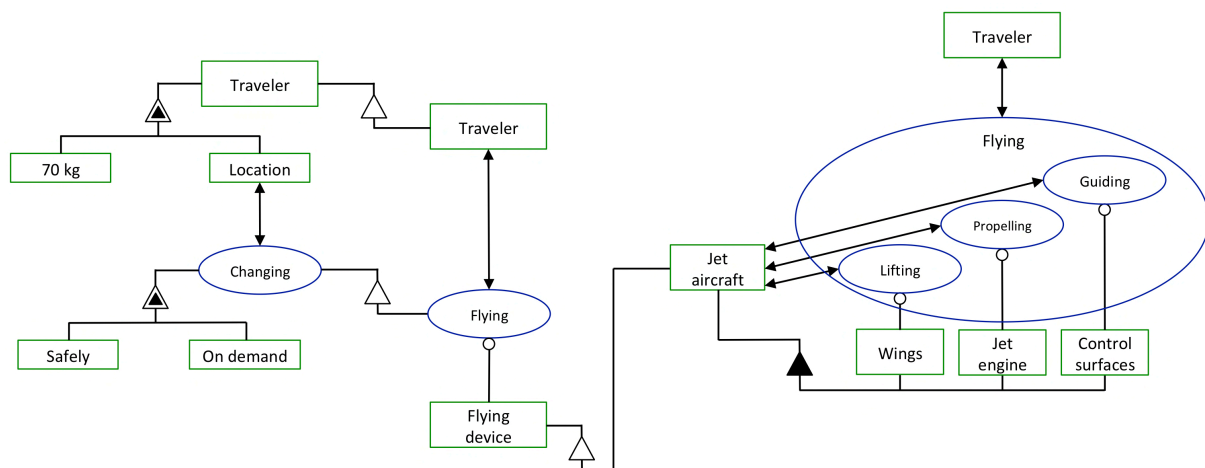 Traveler
Traveler
Traveler
70 kg
Location
Changing
Safely
On demand
Flying
Flying
device
Flying
Guiding
Propelling
Lifting
Jet
aircraft
Wings
Jet
engine
Control
surfaces